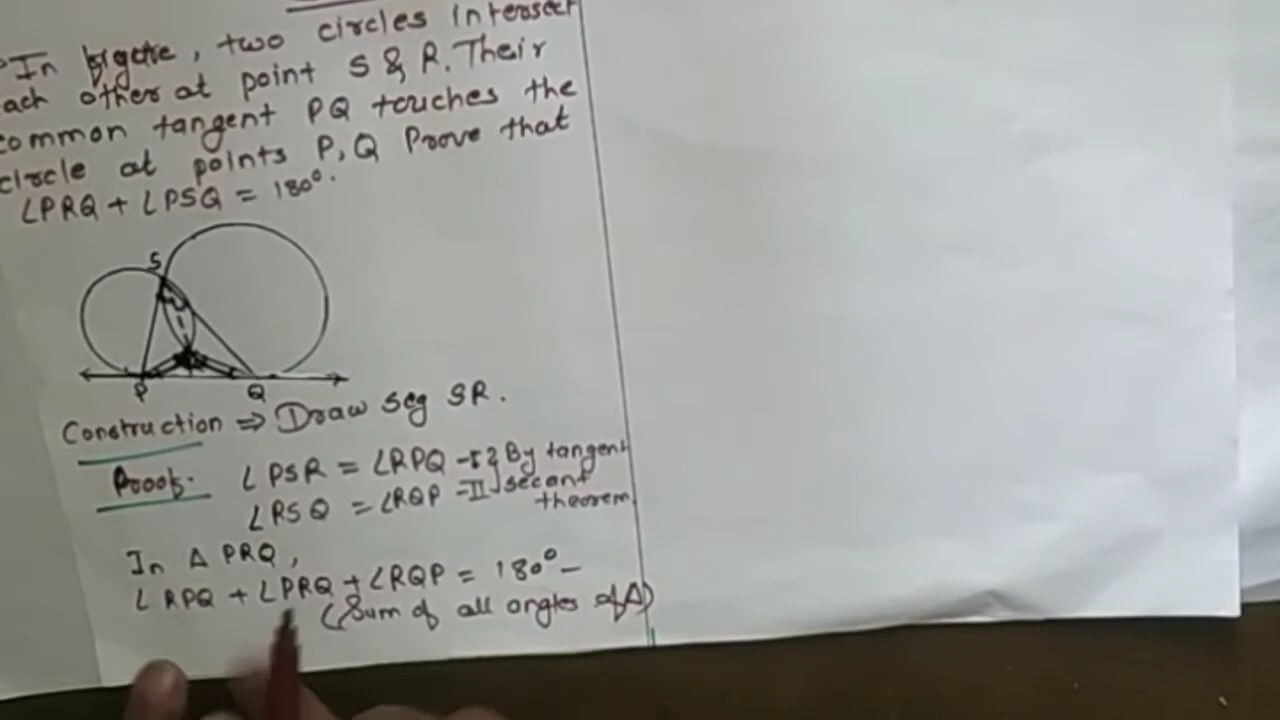 In figure, two circles intersect
each other at point S & R. Their
common tangent PQ touches the
circle at points P, Q Prove that
∠PRQ + ∠PSQ = 180°.
S
P
Q
Construction ⇒ Draw seg SR.
Proof:- ∠PSR = ∠RPQ - I } By tangent
∠RSQ = ∠RQP - II } secant
theorem
In Δ PRQ,
∠RPQ + ∠PRQ + ∠RQP = 180° -
(Sum of all angles of Δ)